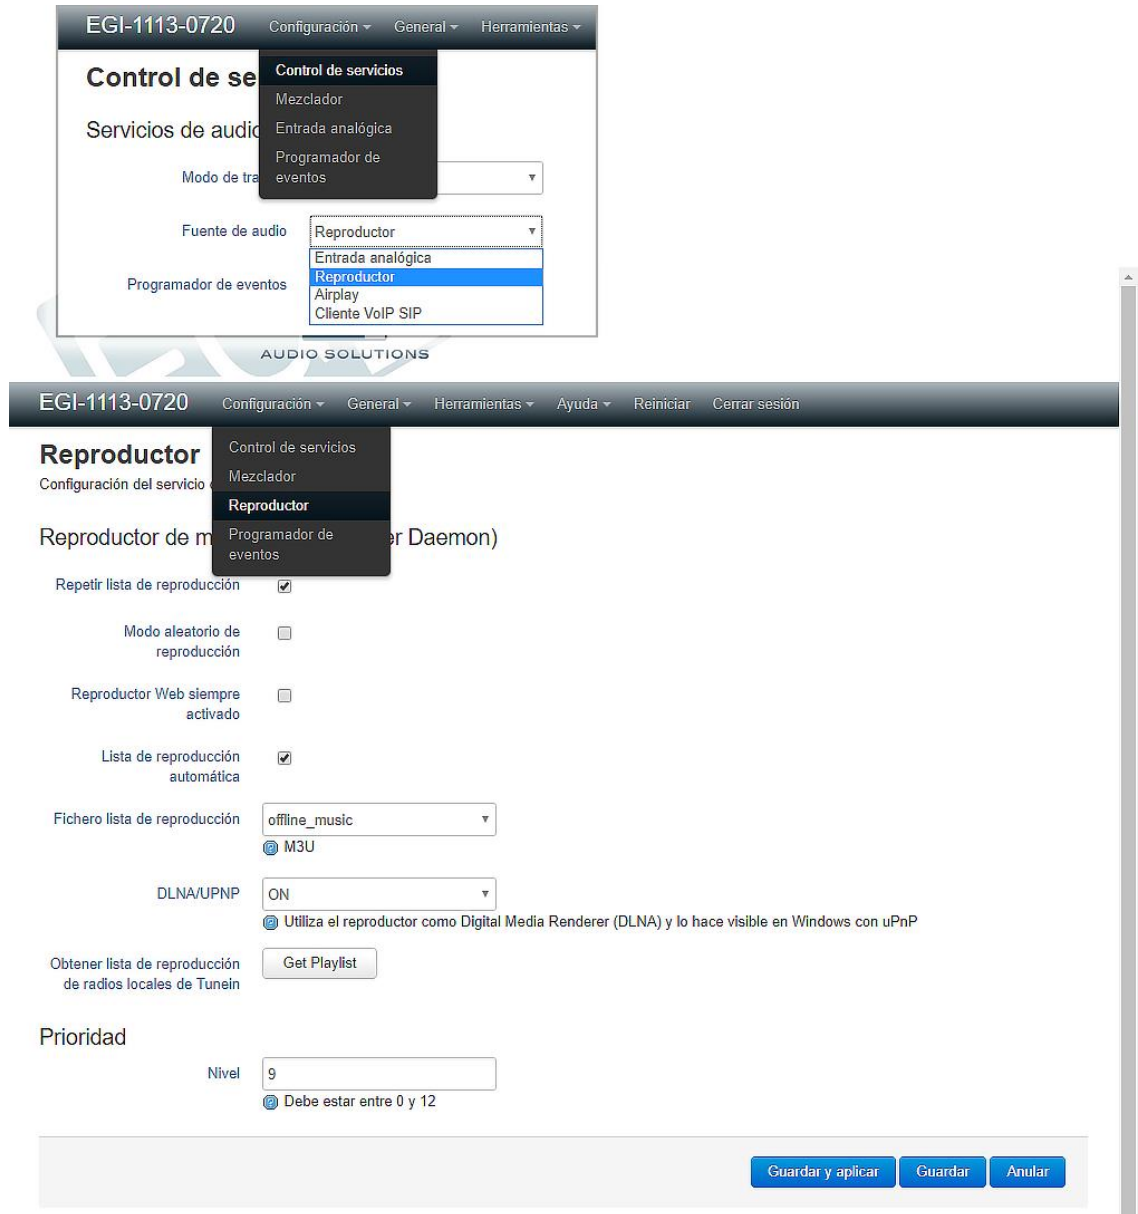 EGI-1113-0720 Configuración General Herramientas
Control de se
Control de servicios
Mezclador
Servicios de audio
Entrada analógica
Programador de
eventos
Modo de tra
Fuente de audio Reproductor
Entrada analógica
Reproductor
Programador de eventos
Airplay
Cliente VoIP SIP
AUDIO SOLUTIONS
EGI-1113-0720 Configuración General Herramientas Ayuda Reiniciar Cerrar sesión
Reproductor
Control de servicios
Configuración del servicio
Mezclador
Reproductor
Reproductor de m er Daemon)
Programador de
eventos
Repetir lista de reproducción
Modo aleatorio de
reproducción
Reproductor Web siempre
activado
Lista de reproducción
automática
Fichero lista de reproducción offline_music
M3U
DLNA/UPNP ON
Utiliza el reproductor como Digital Media Renderer (DLNA) y lo hace visible en Windows con uPnP
Obtener lista de reproducción
de radios locales de Tunein
Get Playlist
Prioridad
Nivel 9
Debe estar entre 0 y 12
Guardar y aplicar Guardar Anular